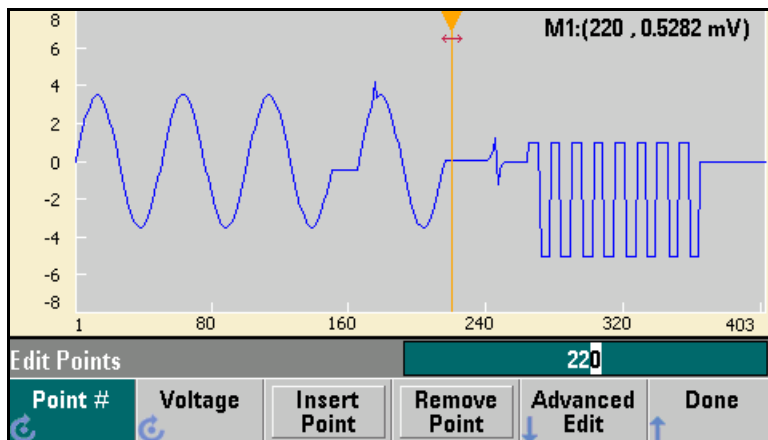 M1:(220 , 0.5282 mV)
8
6
4
2
0
-2
-4
-6
-8
1 80 160 240 320 403
Edit Points 220
Point # Voltage Insert Point Remove Point Advanced Edit Done